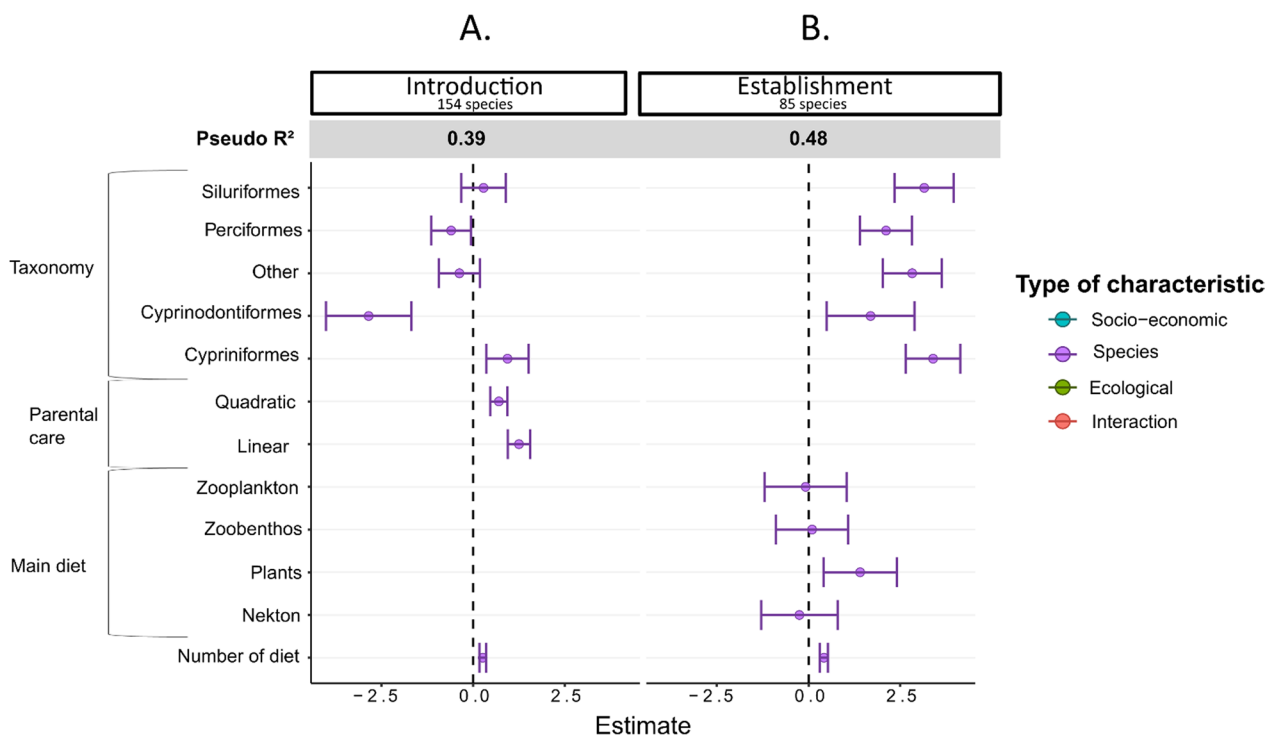 A.
B.
Introduction
154 species
Establishment
85 species
Pseudo R²
0.39
0.48
Taxonomy
Siluriformes
Perciformes
Other
Cyprinodontiformes
Cypriniformes
Parental
care
Quadratic
Linear
Main diet
Zooplankton
Zoobenthos
Plants
Nekton
Number of diet
−2.5
0.0
2.5
−2.5
0.0
2.5
Estimate
Type of characteristic
Socio−economic
Species
Ecological
Interaction